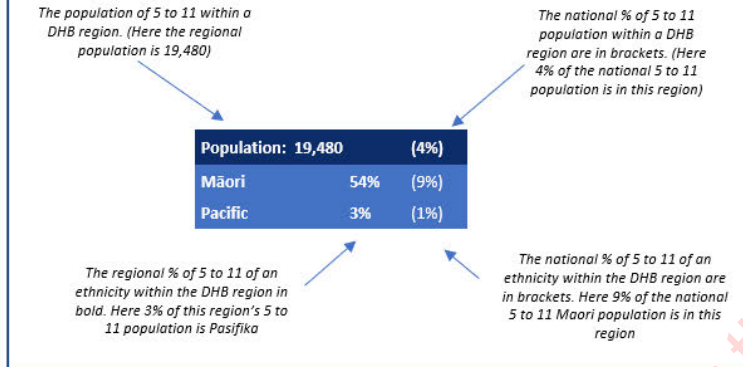 The population of 5 to 11 within a
DHB region. (Here the regional
population is 19,480)
The national % of 5 to 11
population within a DHB
region are in brackets. (Here
4% of the national 5 to 11
population is in this region)
Population: 19,480 (4%)
Māori 54% (9%)
Pacific 3% (1%)
The regional % of 5 to 11 of an
ethnicity within the DHB region in
bold. Here 3% of this region's 5 to
11 population is Pasifika
The national % of 5 to 11 of an
ethnicity within the DHB region are
in brackets. Here 9% of the national
5 to 11 Maori population is in this
region